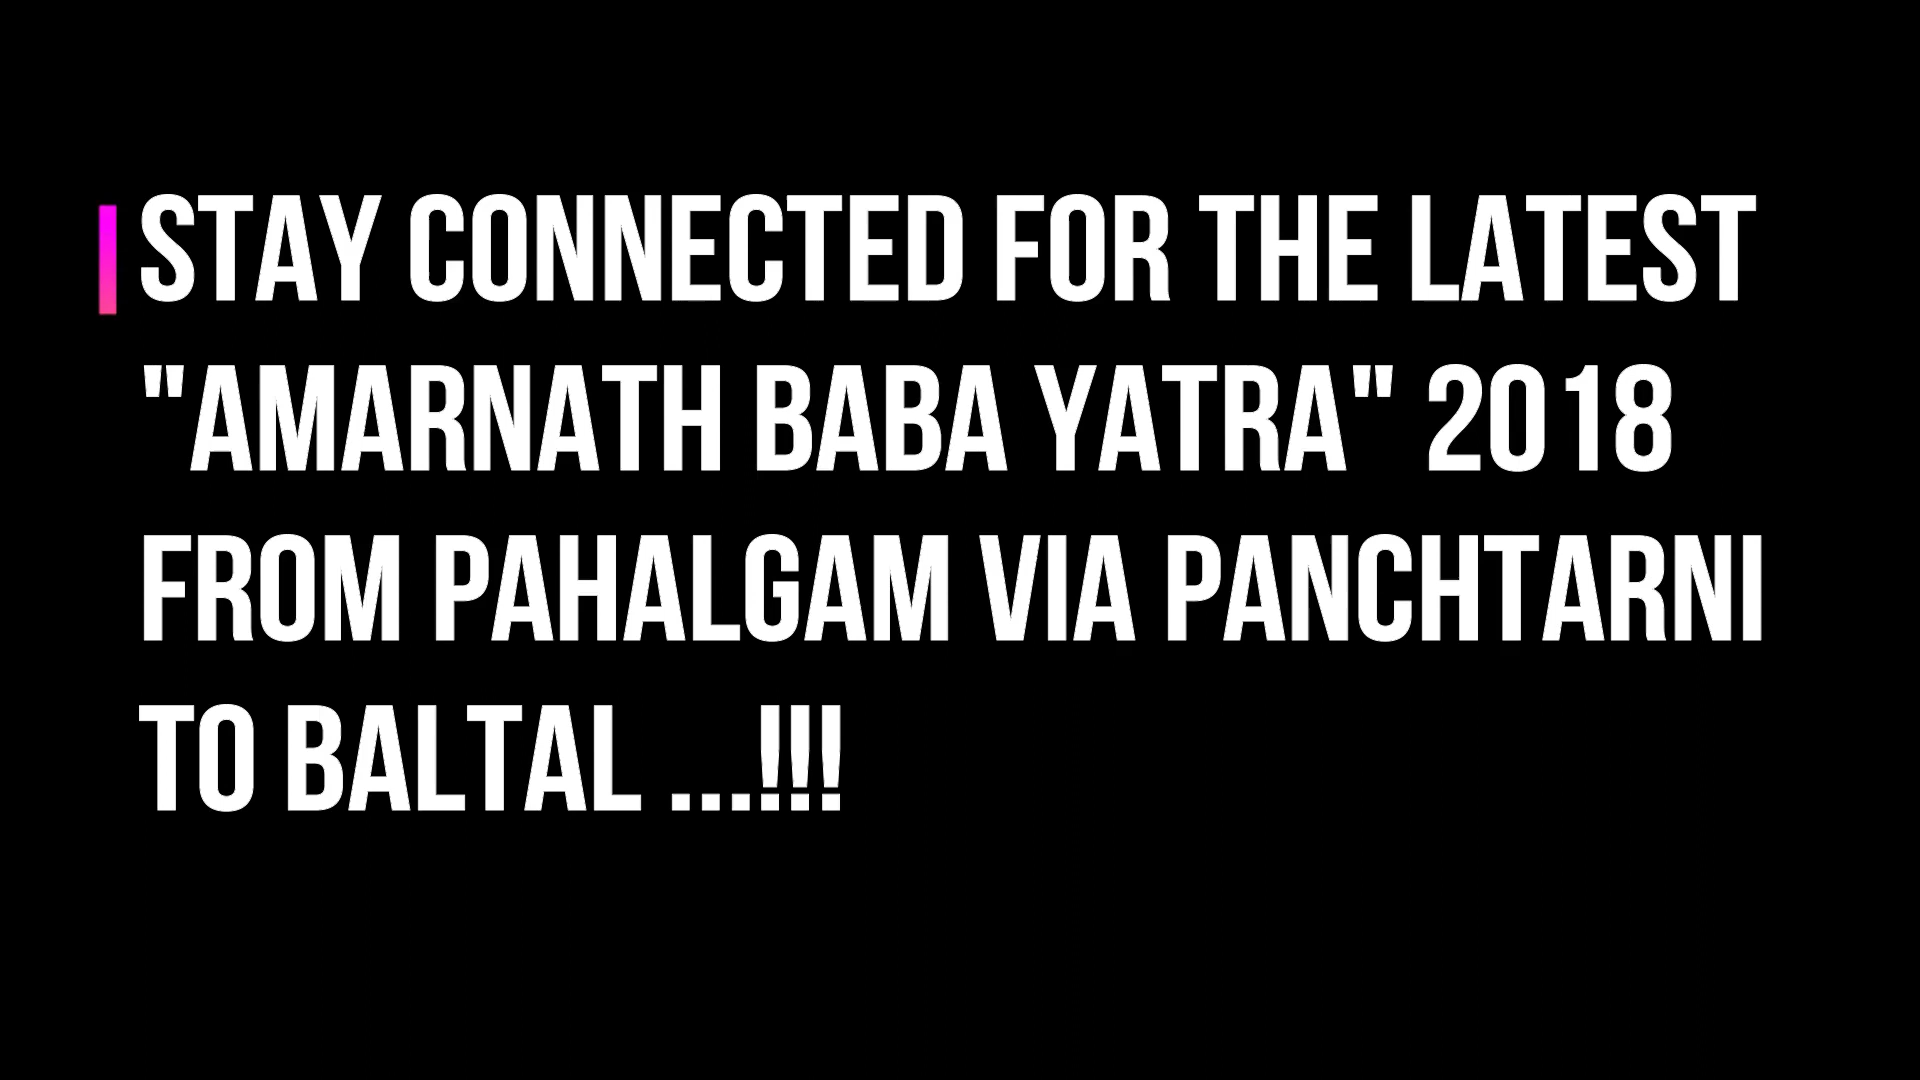 STAY CONNECTED FOR THE LATEST
"AMARNATH BABA YATRA" 2018
FROM PAHALGAM VIA PANCHTARNI
TO BALTAL ...!!!